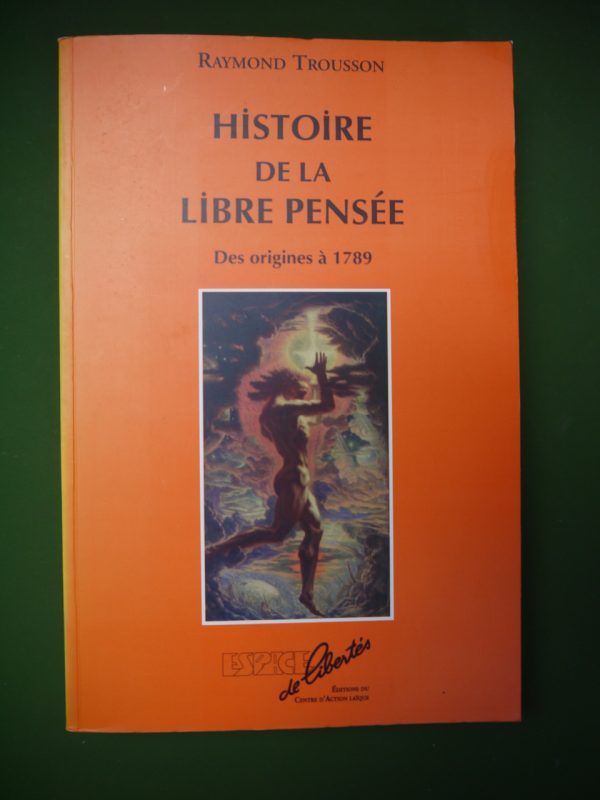 RAYMOND TROUSSON
HiSTOiRE
DE LA
LiBRE PENSÉE
Des origines à 1789
ESPACE
de libertés
ÉDITIONS DU
CENTRE D'ACTION LAÏQUE